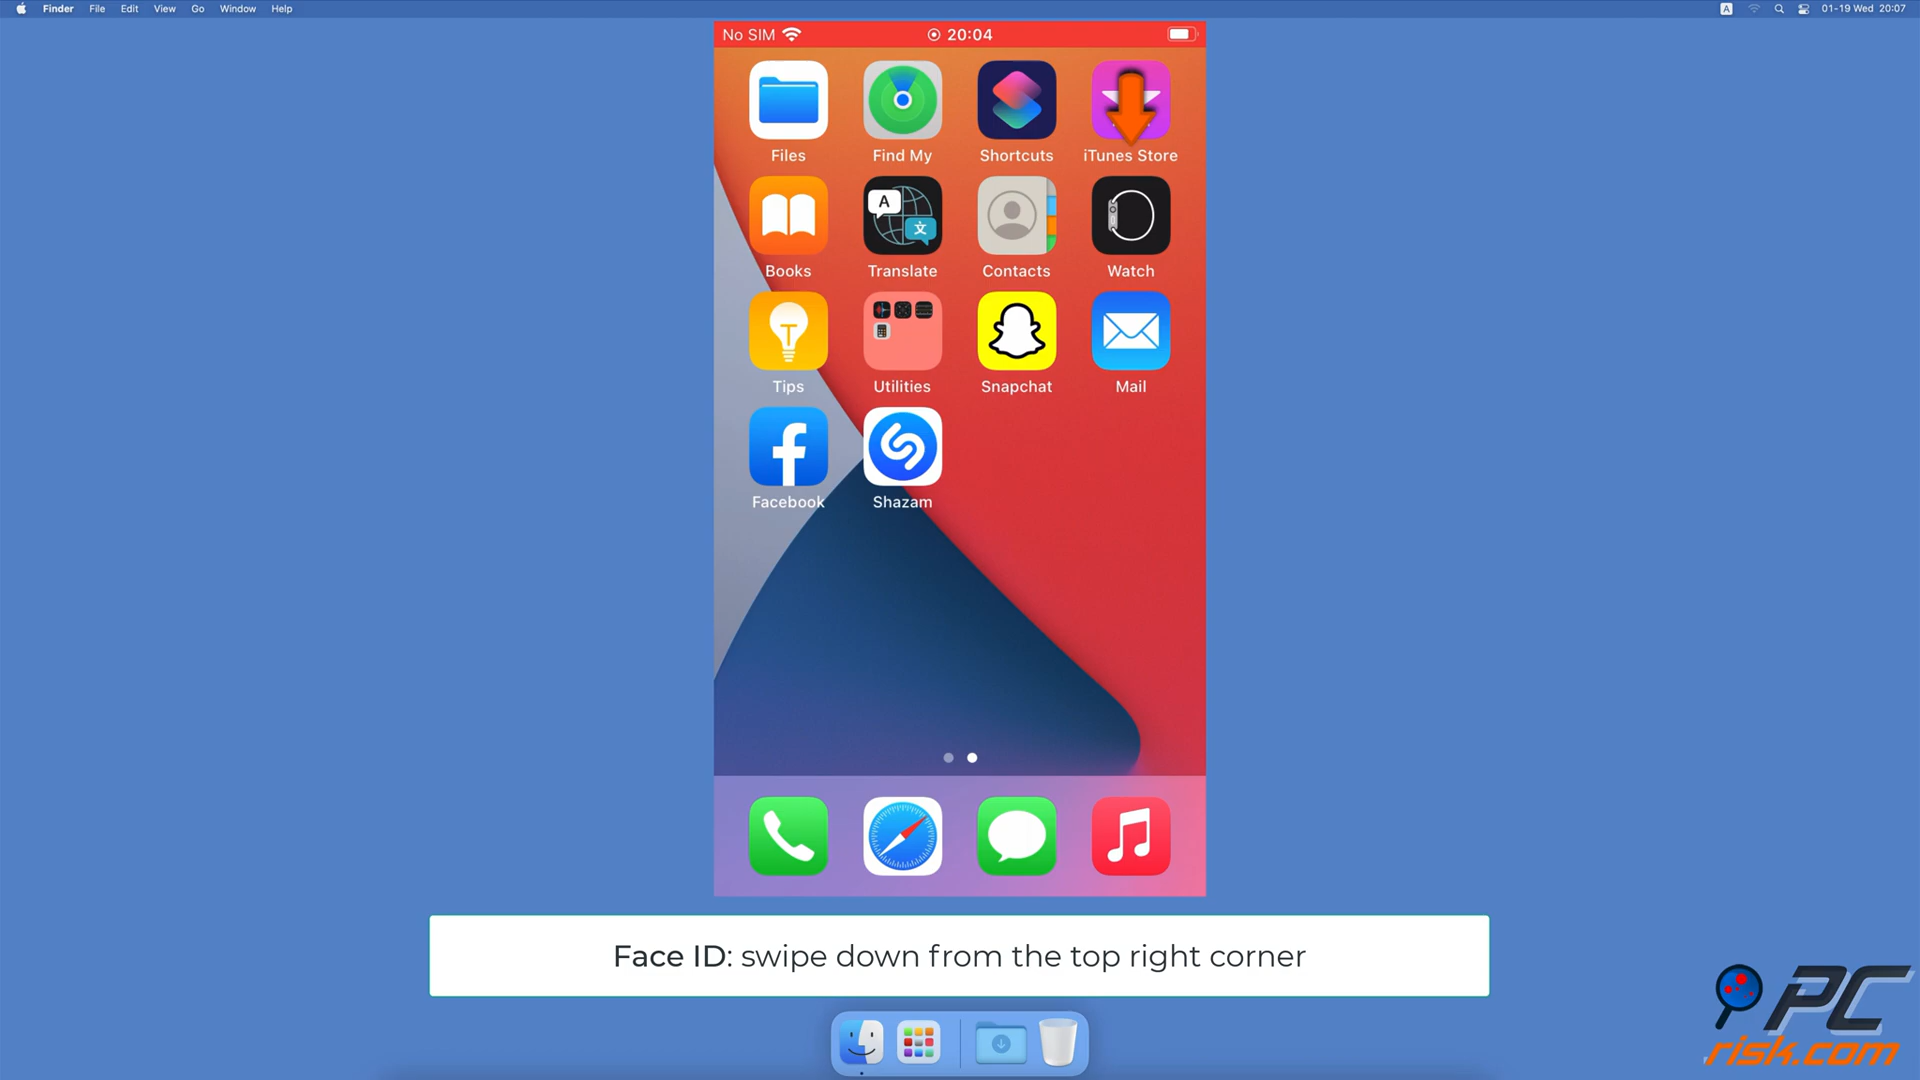 Finder File Edit View Go Window Help
A 01-19 Wed 20:07
No SIM 20:04
Files Find My Shortcuts iTunes Store
A 文
Books Translate Contacts Watch
Tips Utilities Snapchat Mail
Facebook Shazam
Face ID: swipe down from the top right corner
PC
risk.com